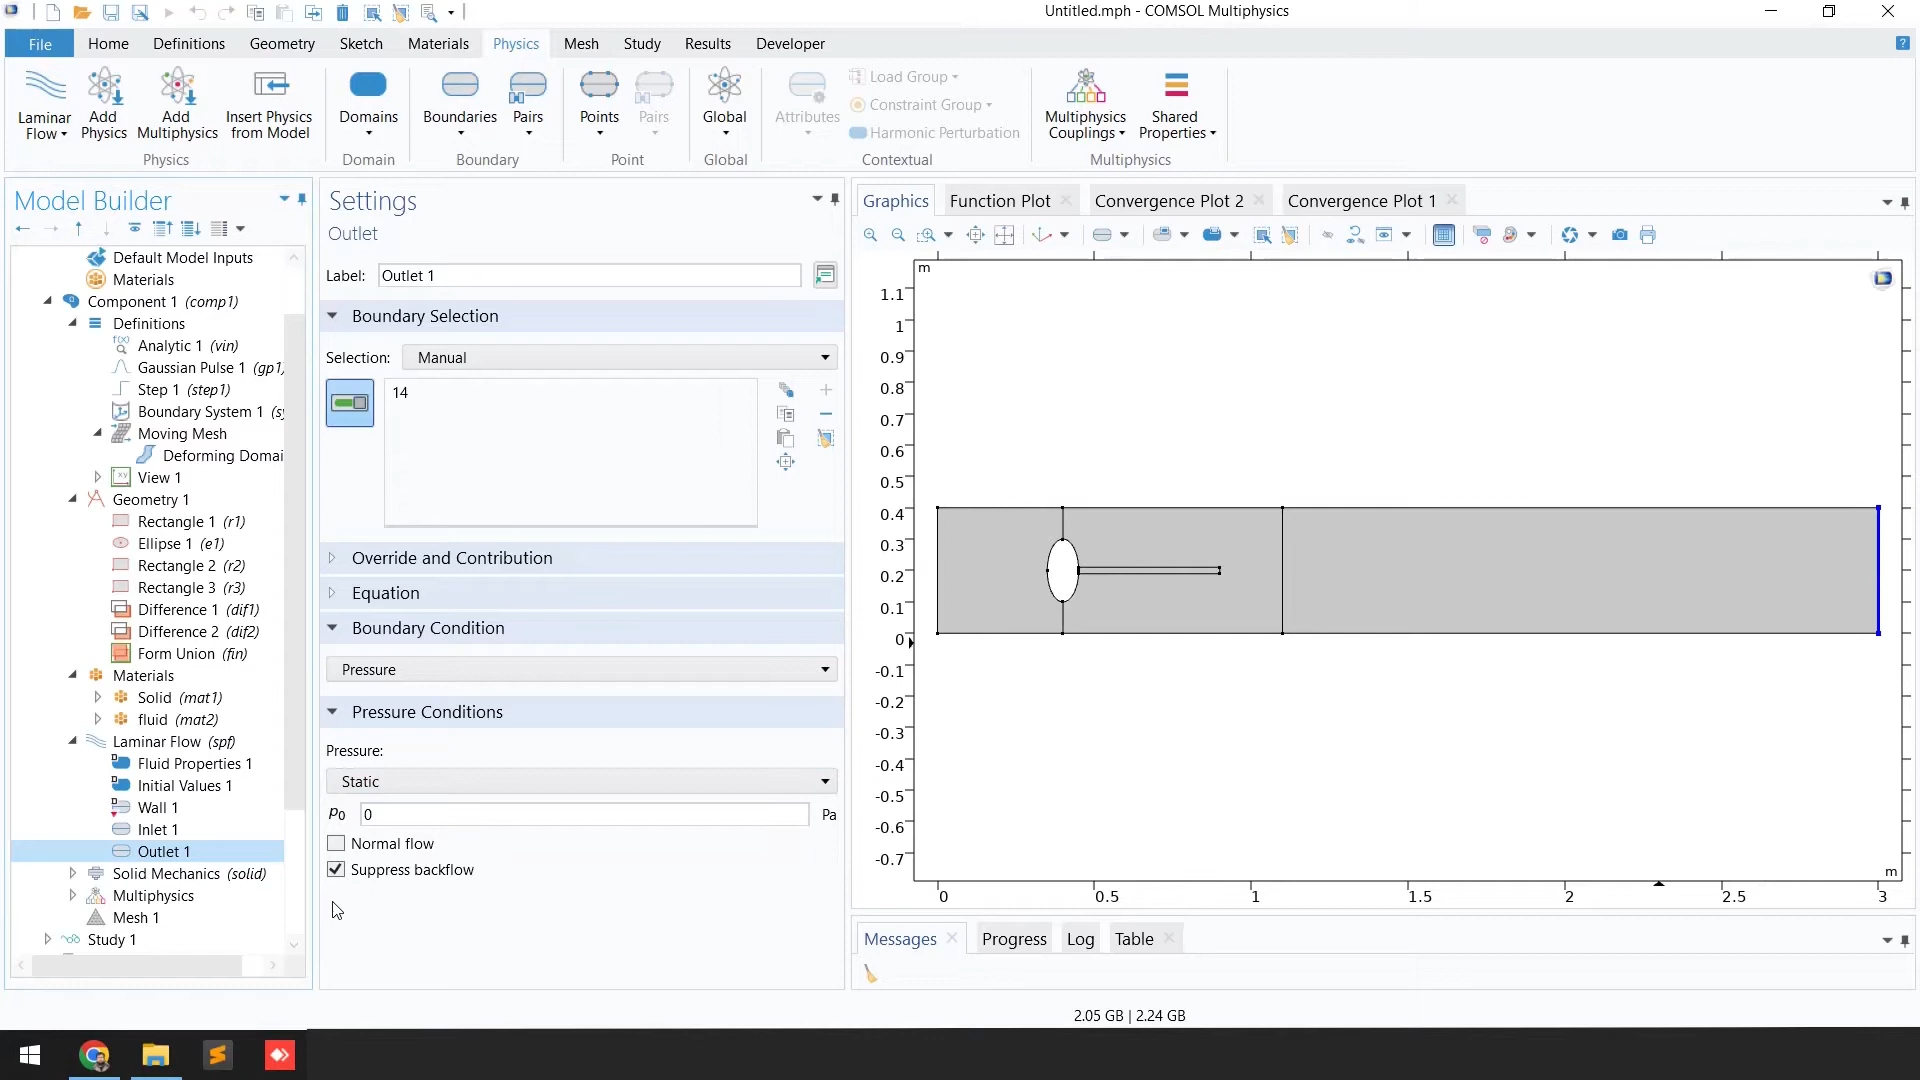 Untitled.mph - COMSOL Multiphysics
File
Home
Definitions
Geometry
Sketch
Materials
Physics
Mesh
Study
Results
Developer
Laminar Flow
Add Physics
Add Multiphysics
Insert Physics from Model
Physics
Domains
Domain
Boundaries
Pairs
Boundary
Points
Pairs
Point
Global
Global
Attributes
Load Group
Constraint Group
Harmonic Perturbation
Contextual
Multiphysics Couplings
Shared Properties
Multiphysics
Model Builder
Default Model Inputs
Materials
Component 1 (comp1)
Definitions
Analytic 1 (vin)
Gaussian Pulse 1 (gp1)
Step 1 (step1)
Boundary System 1 (sy
Moving Mesh
Deforming Domai
View 1
Geometry 1
Rectangle 1 (r1)
Ellipse 1 (e1)
Rectangle 2 (r2)
Rectangle 3 (r3)
Difference 1 (dif1)
Difference 2 (dif2)
Form Union (fin)
Materials
Solid (mat1)
fluid (mat2)
Laminar Flow (spf)
Fluid Properties 1
Initial Values 1
Wall 1
Inlet 1
Outlet 1
Solid Mechanics (solid)
Multiphysics
Mesh 1
Study 1
Settings
Outlet
Label: Outlet 1
Boundary Selection
Selection: Manual
14
Override and Contribution
Equation
Boundary Condition
Pressure
Pressure Conditions
Pressure:
Static
p0 0 Pa
Normal flow
Suppress backflow
Graphics
Function Plot
Convergence Plot 2
Convergence Plot 1
m
1.1
1
0.9
0.8
0.7
0.6
0.5
0.4
0.3
0.2
0.1
0
-0.1
-0.2
-0.3
-0.4
-0.5
-0.6
-0.7
m
0 0.5 1 1.5 2 2.5 3
Messages
Progress
Log
Table
2.05 GB | 2.24 GB